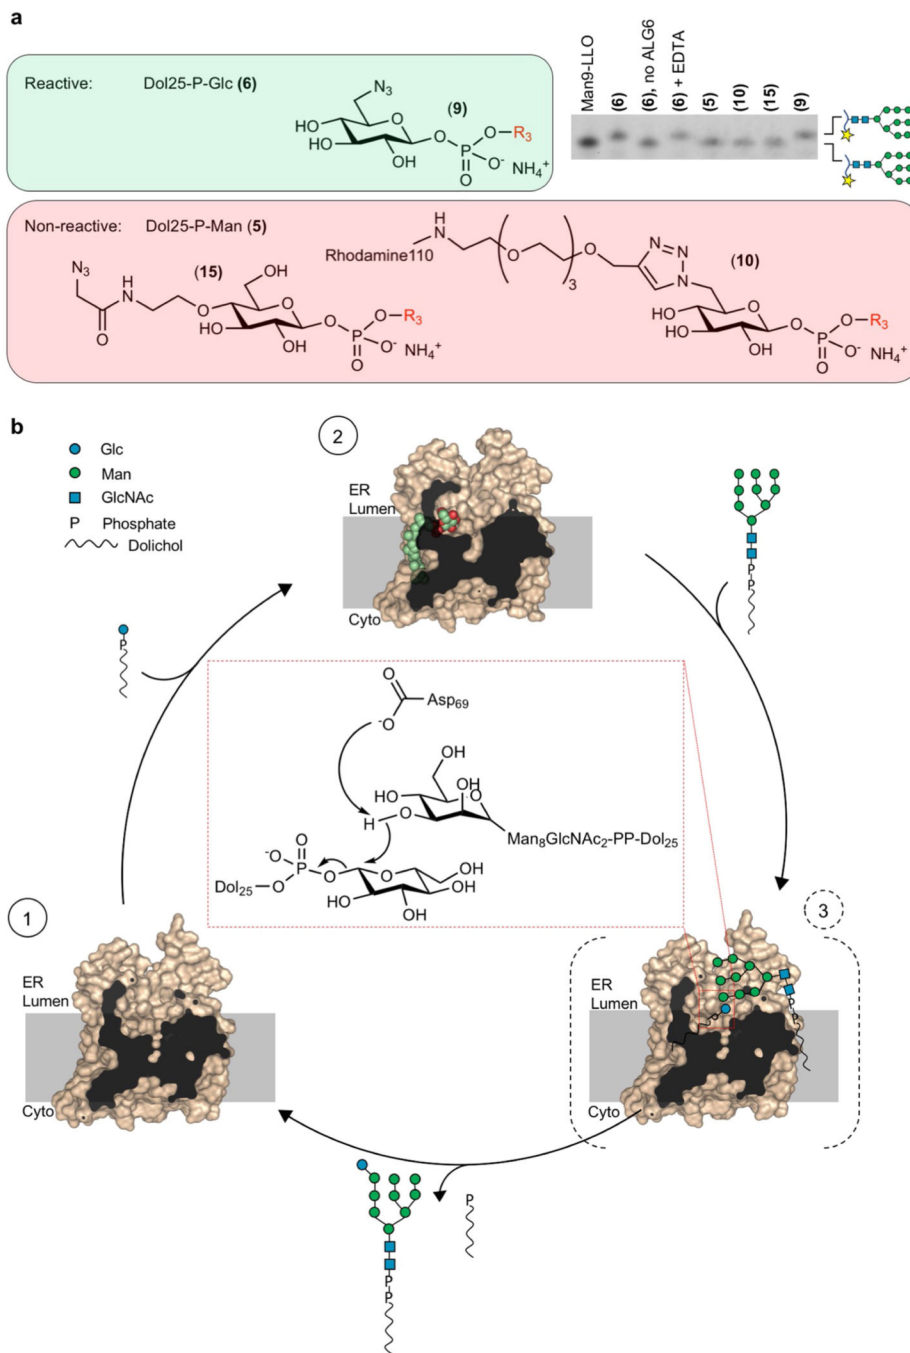 a
Reactive: Dol25-P-Glc (6)
N3
(9)
HO
HO
OH
O
O
P
O
O-
O
R3
NH4+
Man9-LLO
(6)
(6), no ALG6
(6) + EDTA
(5)
(10)
(15)
(9)
Non-reactive: Dol25-P-Man (5)
N3
O
H
N
O
(15)
OH
HO
O
OH
O
P
O
O-
O
R3
NH4+
Rhodamine110
H
N
O
3
O
N=N
N
(10)
HO
HO
O
OH
O
P
O
O-
O
R3
NH4+
b
Glc
Man
GlcNAc
P Phosphate
Dolichol
2
ER
Lumen
Cyto
P
P
P
O
-O
Asp69
OH
OH
HO
O
H
O
Man8GlcNAc2-PP-Dol25
O
-O
P
O
Dol25
O
O
HO
OH
OH
HO
1
ER
Lumen
Cyto
3
ER
Lumen
P
P
P
Cyto
P
P
P